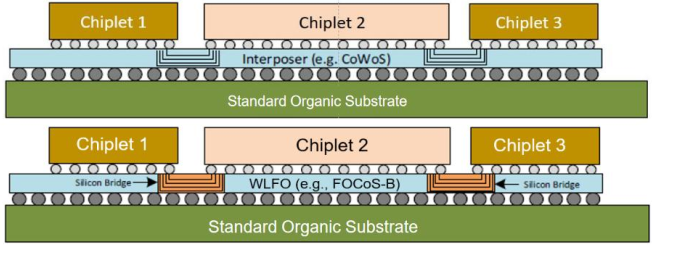 Chiplet 1
Chiplet 2
Chiplet 3
Interposer (e.g. CoWoS)
Standard Organic Substrate
Chiplet 1
Chiplet 2
Chiplet 3
Silicon Bridge
WLFO (e.g., FOCoS-B)
Silicon Bridge
Standard Organic Substrate